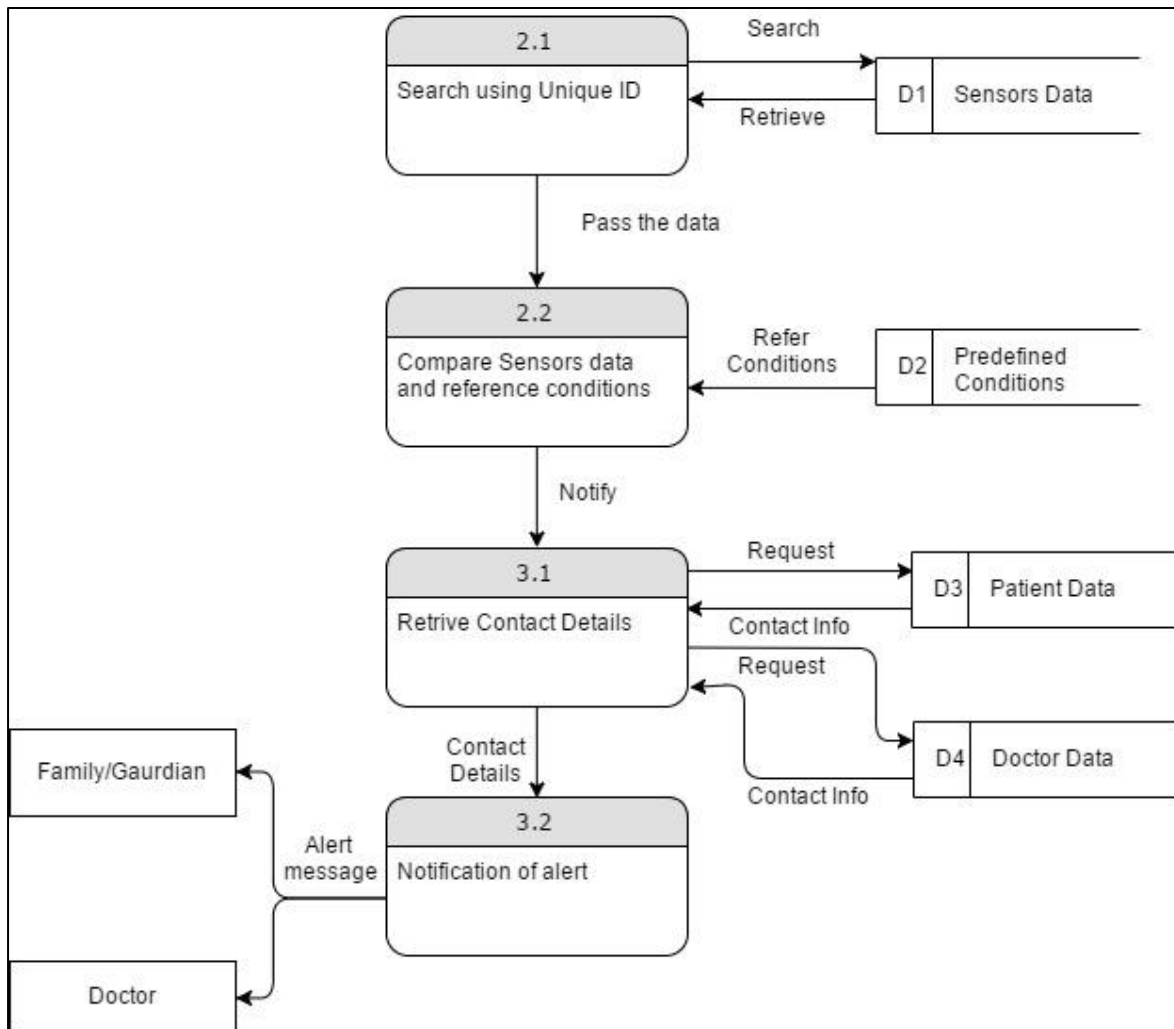 2.1
Search using Unique ID
Search
Retrieve
D1
Sensors Data
Pass the data
2.2
Compare Sensors data
and reference conditions
Refer
Conditions
D2
Predefined
Conditions
Notify
3.1
Retrive Contact Details
Request
D3
Patient Data
Contact Info
Request
D4
Doctor Data
Contact Info
Contact
Details
3.2
Notification of alert
Alert
message
Family/Gaurdian
Doctor